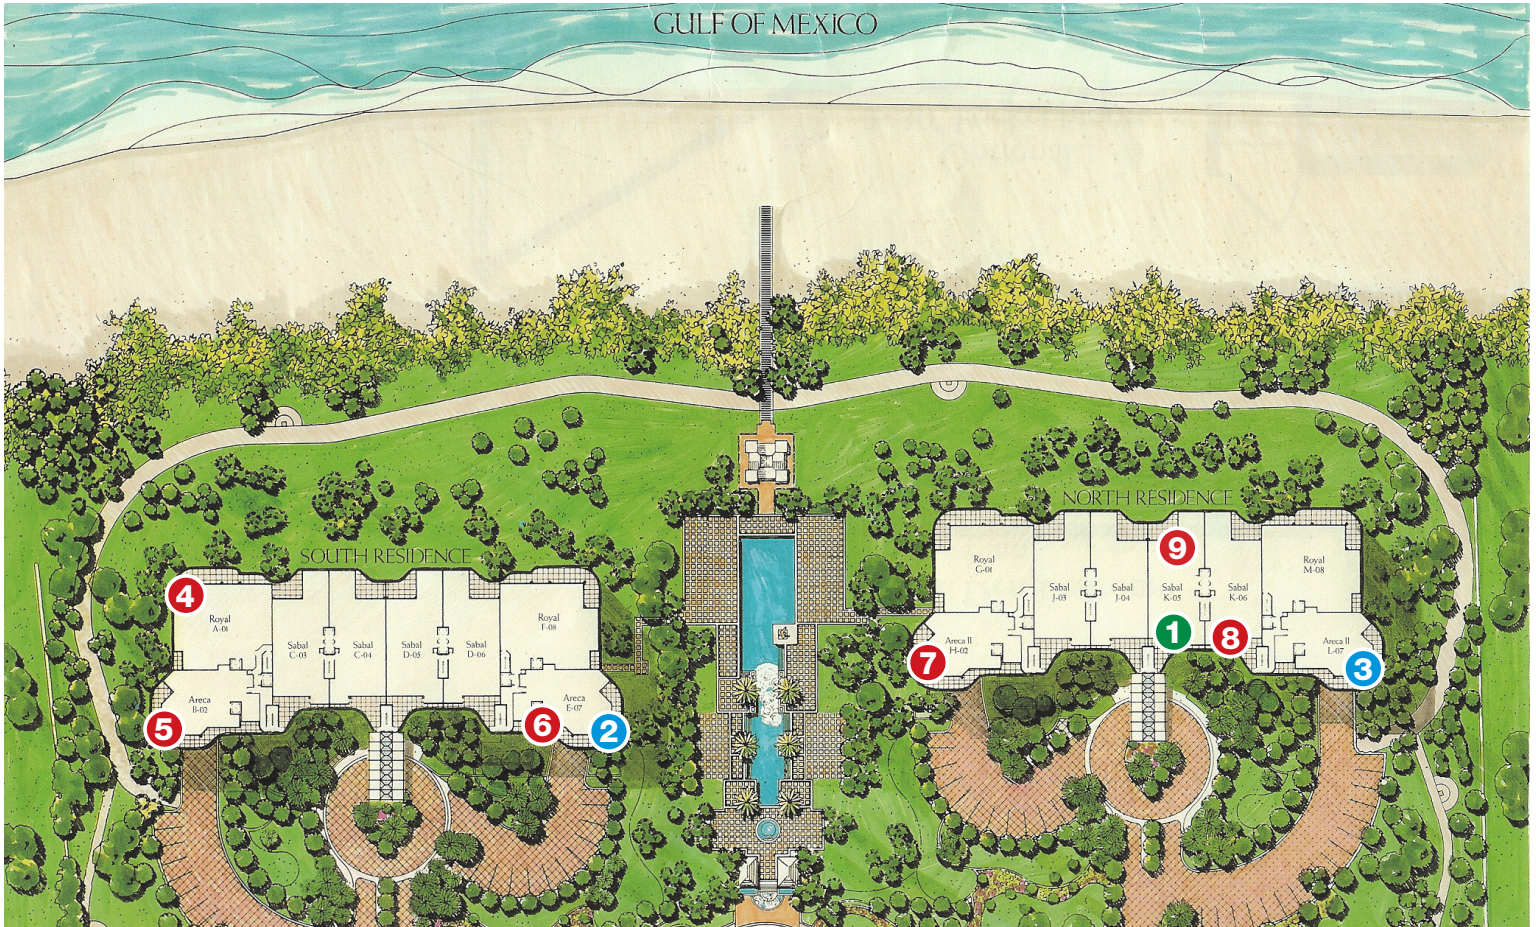 GULF OF MEXICO
NORTH RESIDENCE
SOUTH RESIDENCE
Royal
G-01
Sabal
J-03
Sabal
J-04
9
Sabal
K-05
Sabal
K-06
Royal
M-08
Areca II
H-02
7
1
8
Areca II
L-07
3
4
Royal
A-01
Sabal
C-03
Sabal
C-04
Sabal
D-05
Sabal
D-06
Royal
F-08
Areca
B-02
5
Areca
E-07
6
2